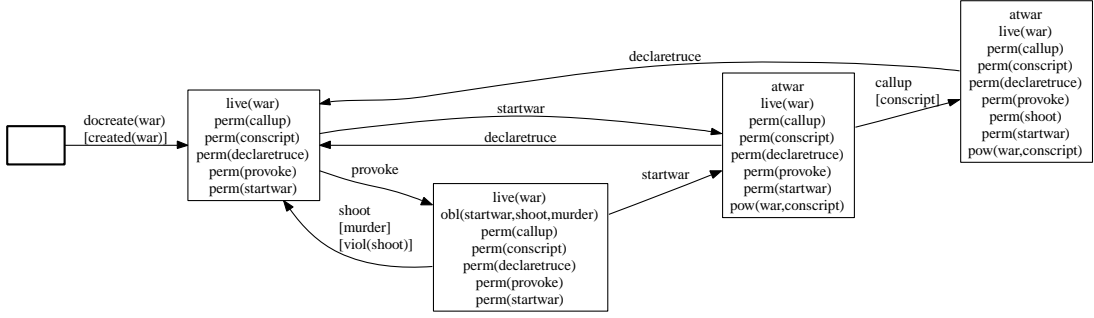 docreate(war)
[created(war)]
live(war)
perm(callup)
perm(conscript)
perm(declaretruce)
perm(provoke)
perm(startwar)
declaretruce
startwar
declaretruce
provoke
shoot
[murder]
[viol(shoot)]
live(war)
obl(startwar,shoot,murder)
perm(callup)
perm(conscript)
perm(declaretruce)
perm(provoke)
perm(startwar)
startwar
atwar
live(war)
perm(callup)
perm(conscript)
perm(declaretruce)
perm(provoke)
perm(startwar)
pow(war,conscript)
callup
[conscript]
atwar
live(war)
perm(callup)
perm(conscript)
perm(declaretruce)
perm(provoke)
perm(shoot)
perm(startwar)
pow(war,conscript)